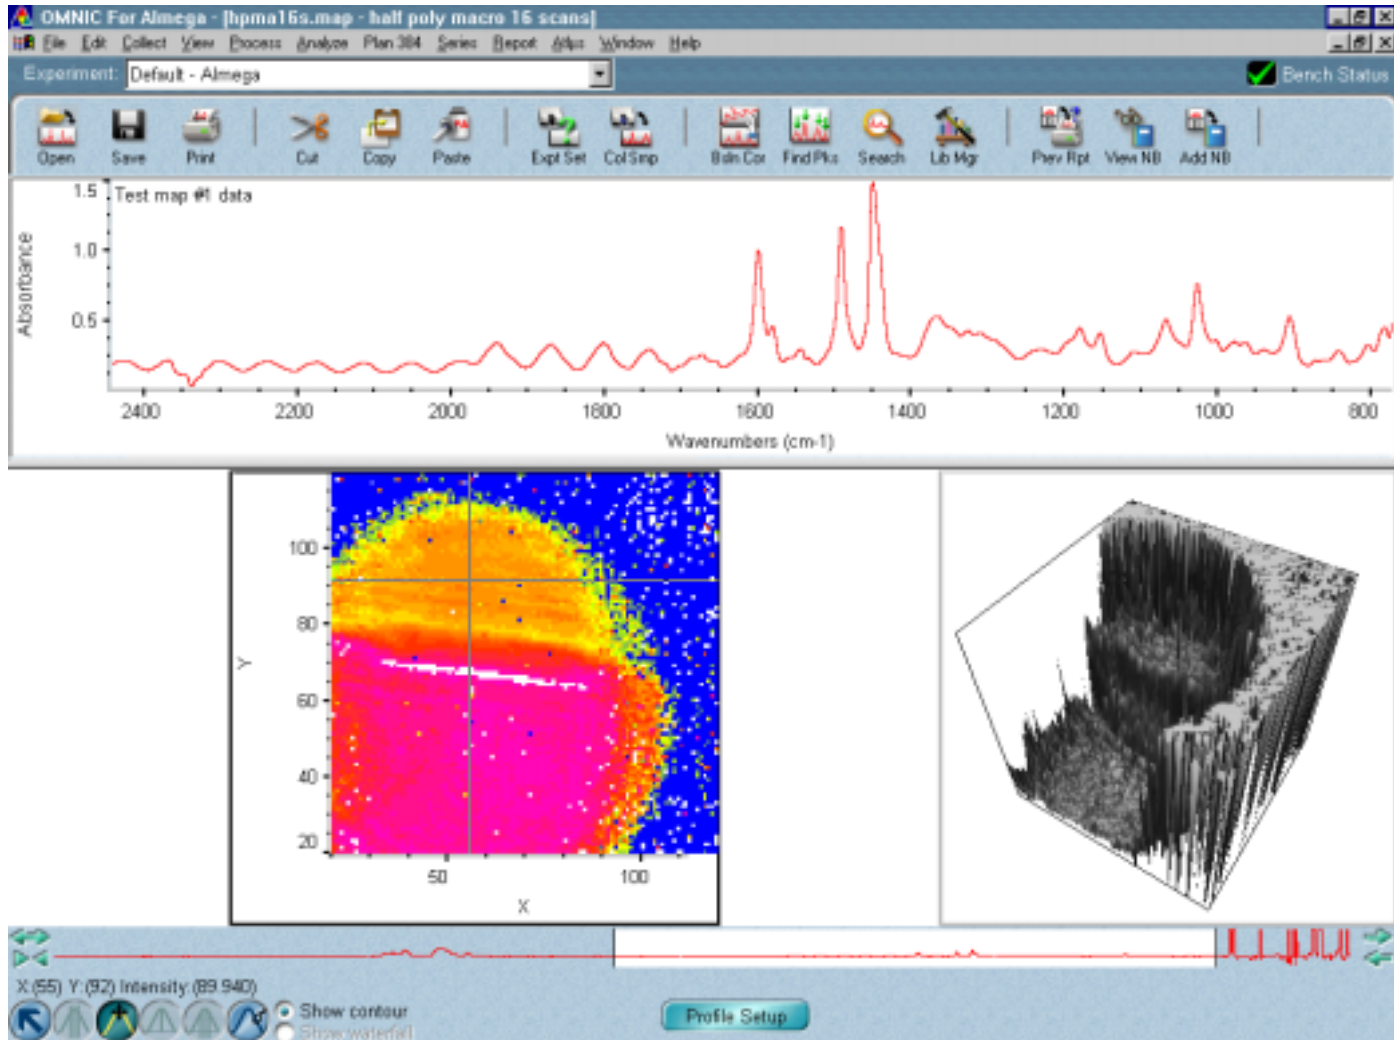 OMNIC For Almega - [hpma16s.map - half poly macro 16 scans]
File Edit Collect View Process Analyze Plan 384 Series Report Atlµs Window Help
Experiment: Default - Almega Bench Status
Open Save Print Cut Copy Paste Expt Set Col Smp Bsln Cor Find Pks Search Lib Mgr Prev Rpt View NB Add NB
Test map #1 data
1.5
1.0
0.5
Absorbance
2400 2200 2000 1800 1600 1400 1200 1000 800
Wavenumbers (cm-1)
100
80
60
40
20
Y
50 100
X
X:(55) Y:(92) Intensity:(89.940)
Show contour
Show waterfall
Profile Setup